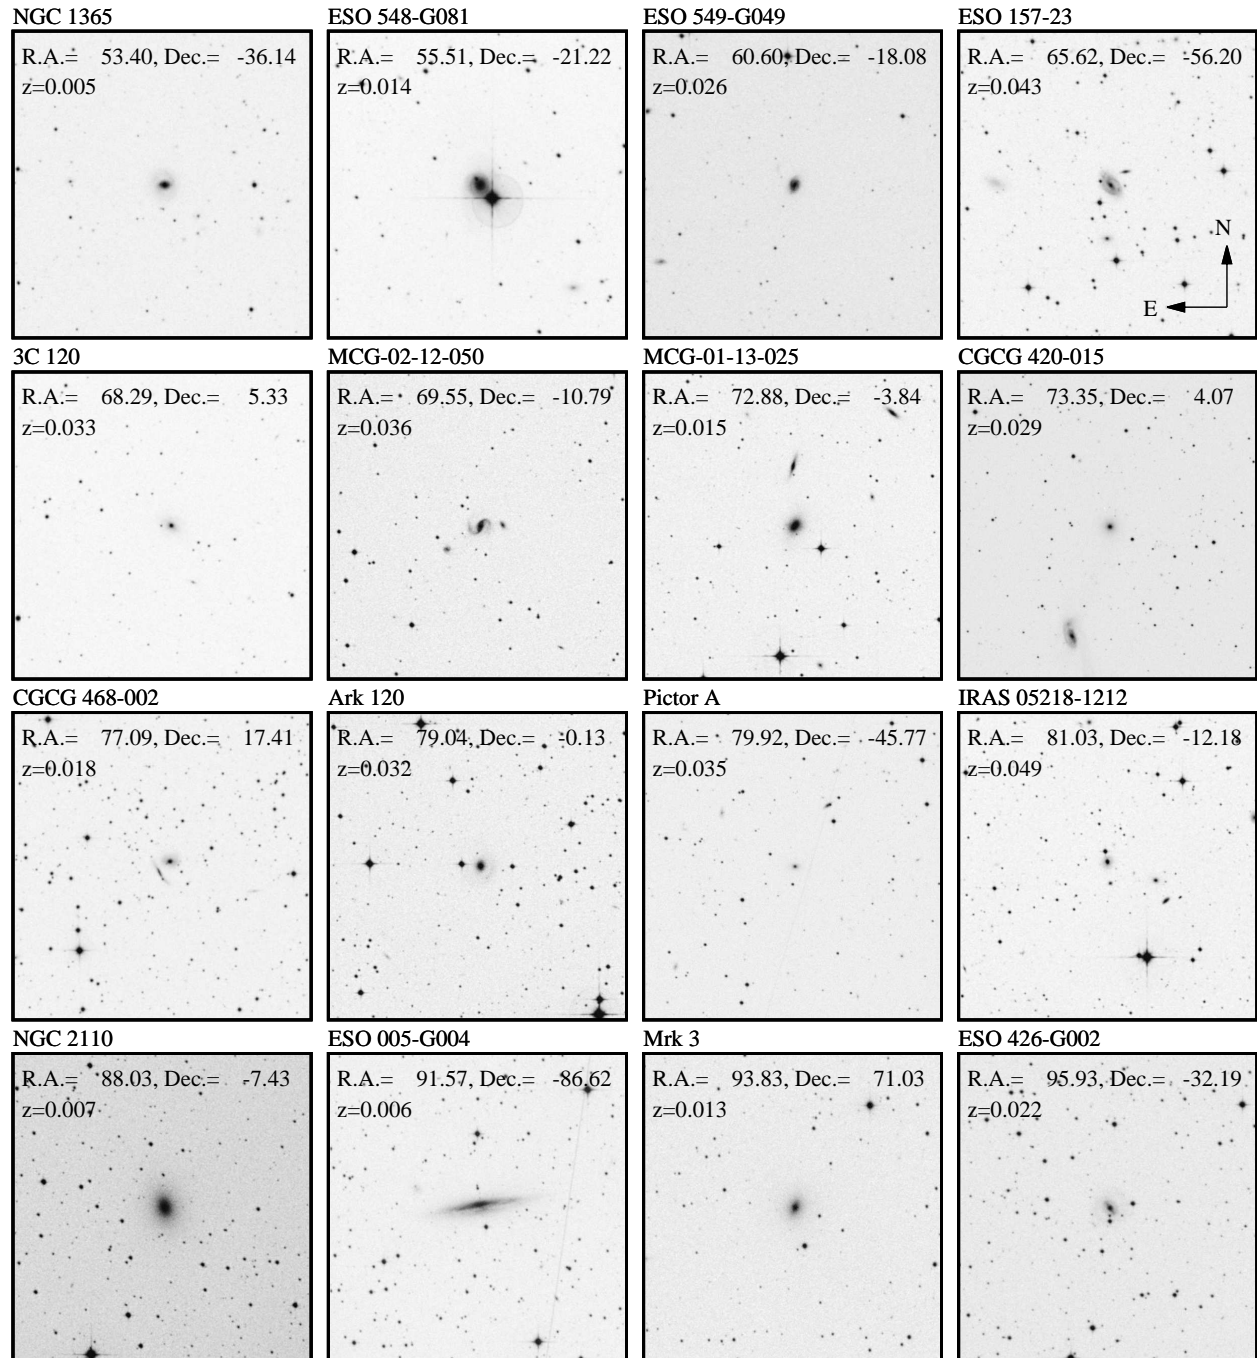 NGC 1365
R.A.= 53.40, Dec.= -36.14
z=0.005
ESO 548-G081
R.A.= 55.51, Dec.= -21.22
z=0.014
ESO 549-G049
R.A.= 60.60, Dec.= -18.08
z=0.026
ESO 157-23
R.A.= 65.62, Dec.= -56.20
z=0.043
N
E
3C 120
R.A.= 68.29, Dec.= 5.33
z=0.033
MCG-02-12-050
R.A.= 69.55, Dec.= -10.79
z=0.036
MCG-01-13-025
R.A.= 72.88, Dec.= -3.84
z=0.015
CGCG 420-015
R.A.= 73.35, Dec.= 4.07
z=0.029
CGCG 468-002
R.A.= 77.09, Dec.= 17.41
z=0.018
Ark 120
R.A.= 79.04, Dec.= -0.13
z=0.032
Pictor A
R.A.= 79.92, Dec.= -45.77
z=0.035
IRAS 05218-1212
R.A.= 81.03, Dec.= -12.18
z=0.049
NGC 2110
R.A.= 88.03, Dec.= -7.43
z=0.007
ESO 005-G004
R.A.= 91.57, Dec.= -86.62
z=0.006
Mrk 3
R.A.= 93.83, Dec.= 71.03
z=0.013
ESO 426-G002
R.A.= 95.93, Dec.= -32.19
z=0.022